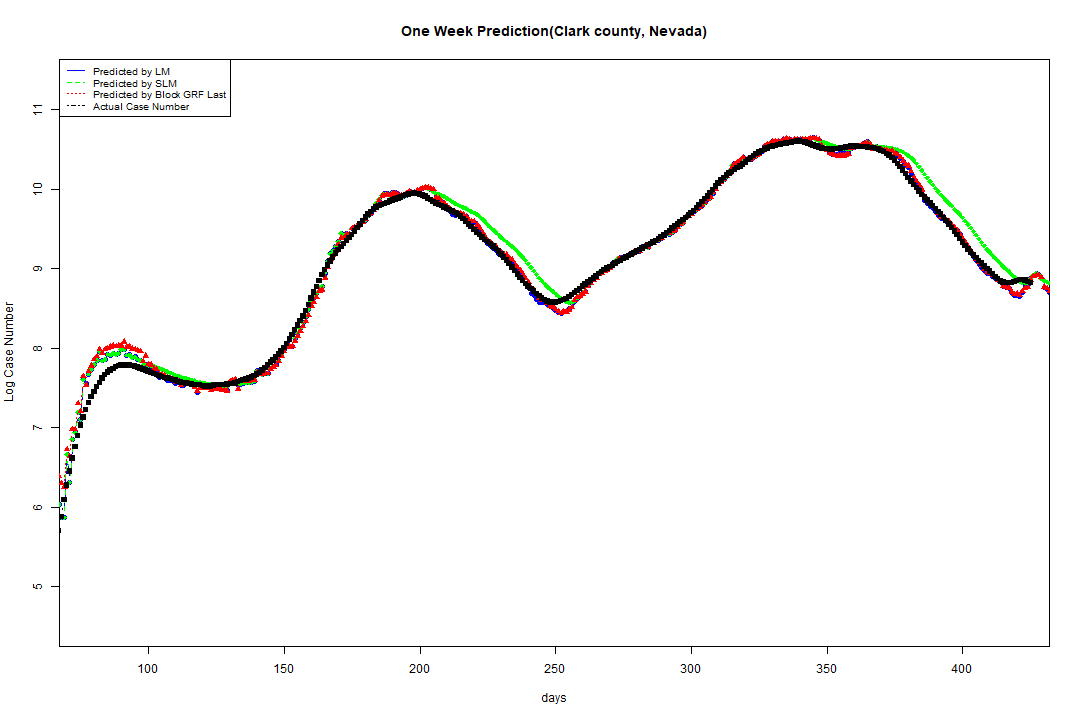 One Week Prediction(Clark county, Nevada)
Predicted by LM
Predicted by SLM
Predicted by Block GRF Last
Actual Case Number
11
10
9
8
7
6
5
Log Case Number
100 150 200 250 300 350 400
days